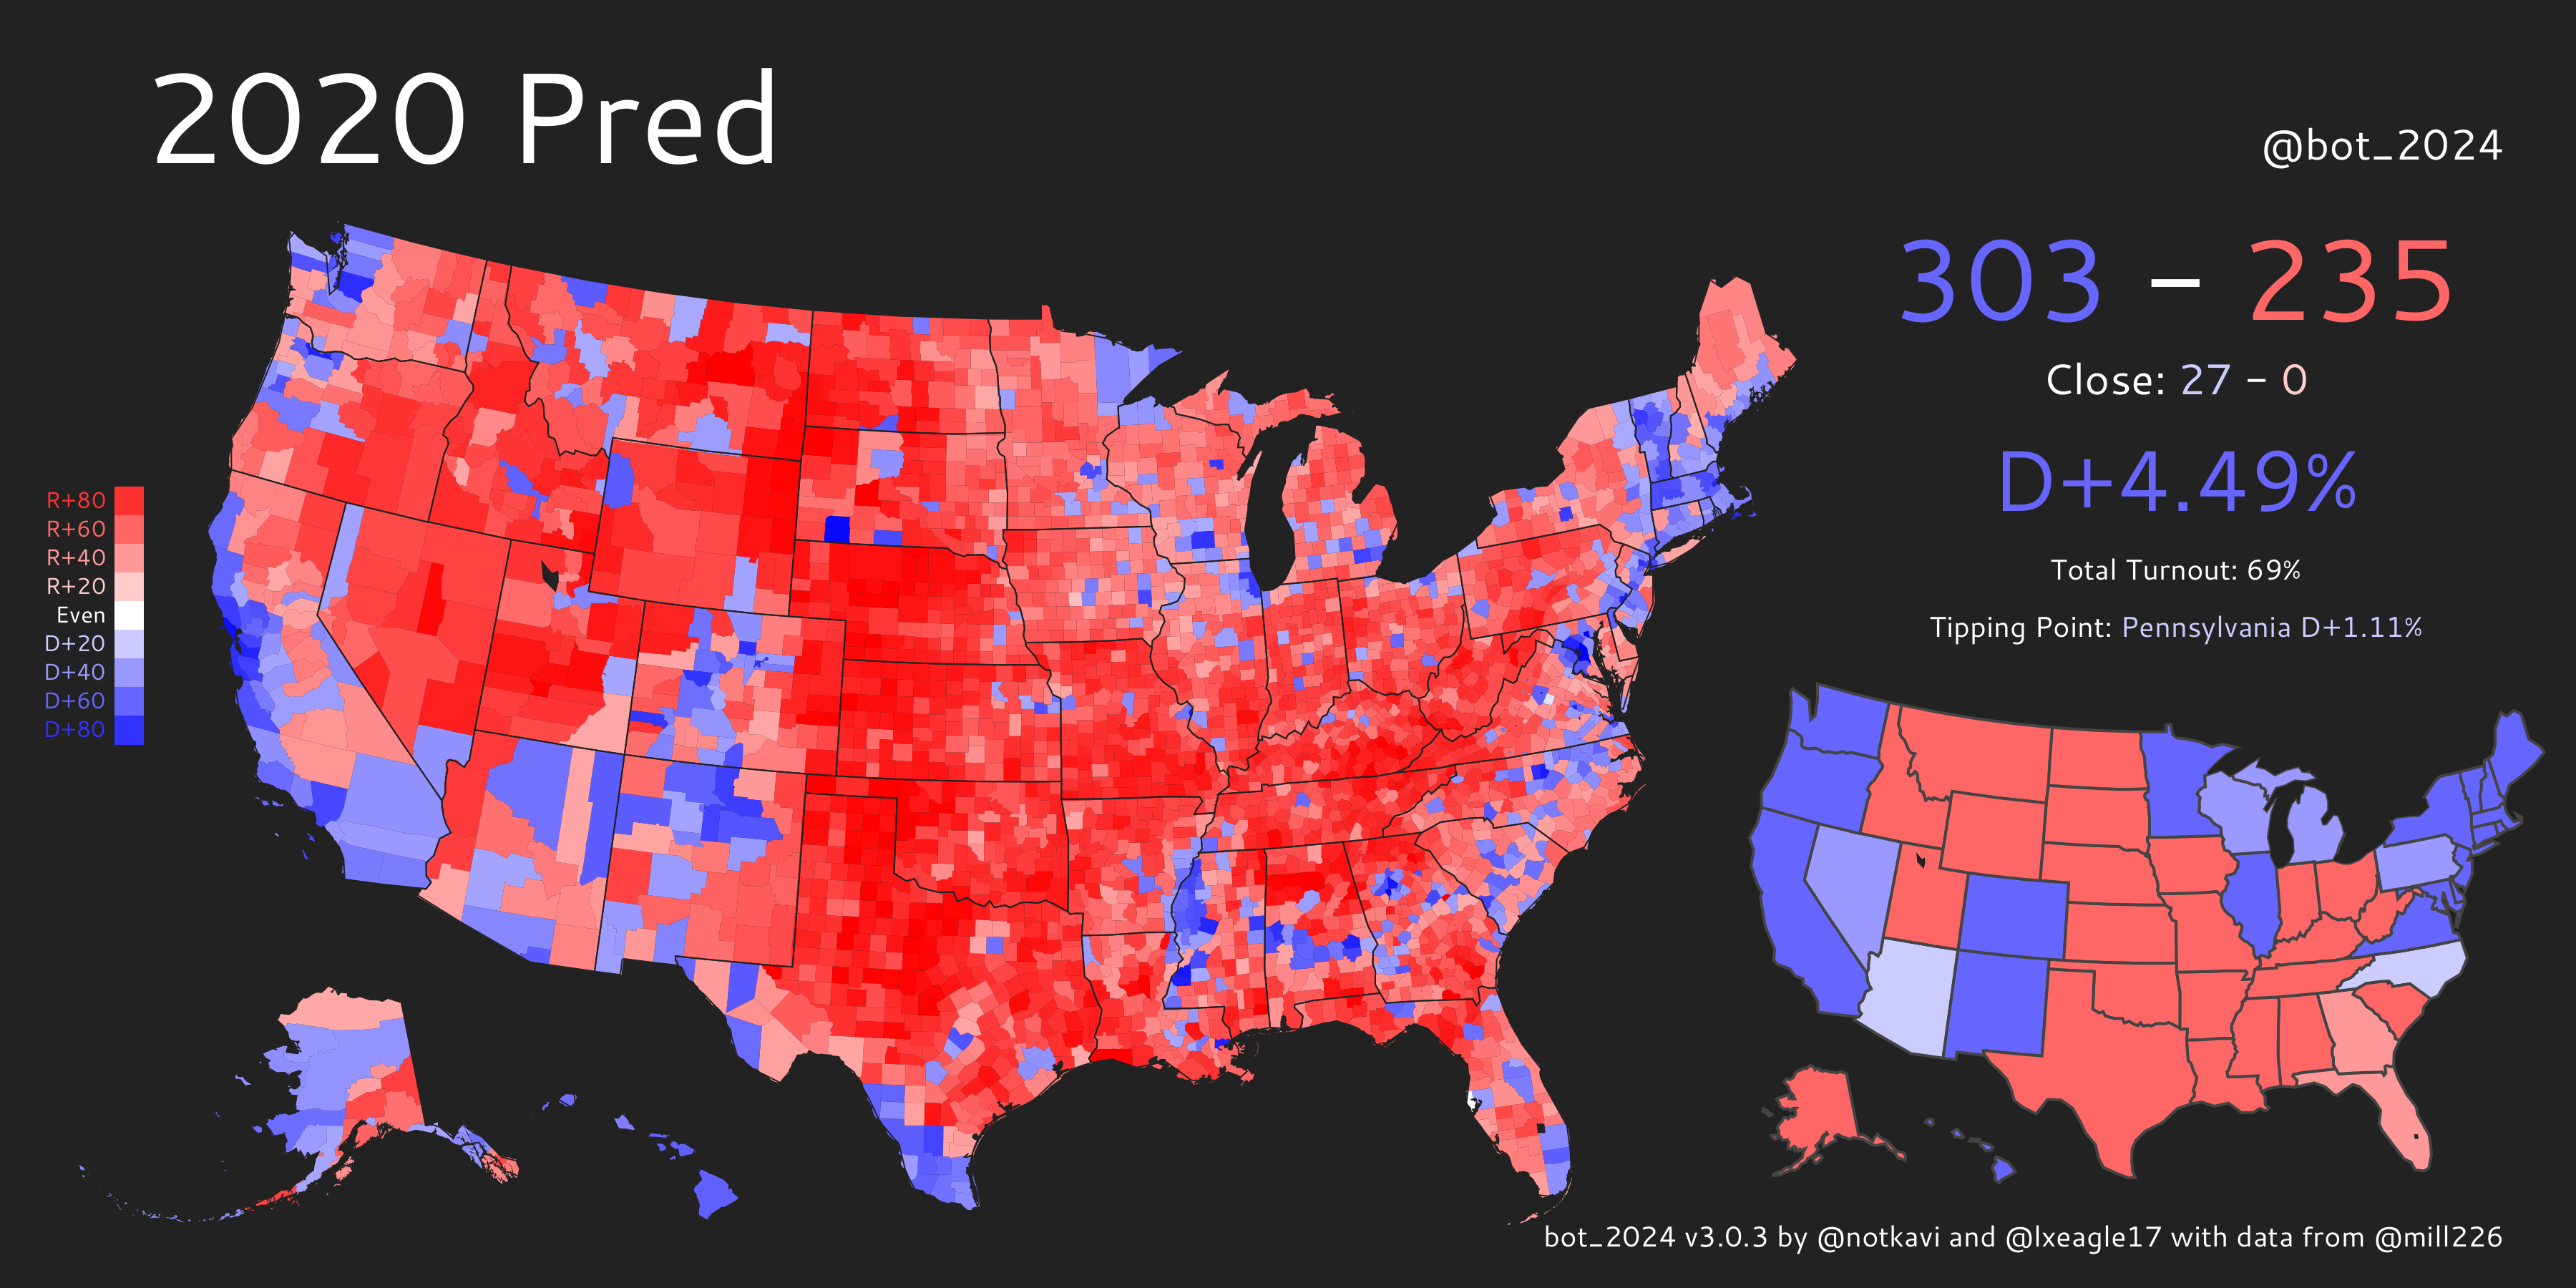 2020 Pred
@bot_2024
303 - 235
Close: 27 - 0
D+4.49%
Total Turnout: 69%
Tipping Point: Pennsylvania D+1.11%
R+80
R+60
R+40
R+20
Even
D+20
D+40
D+60
D+80
bot_2024 v3.0.3 by @notkavi and @lxeagle17 with data from @mill226